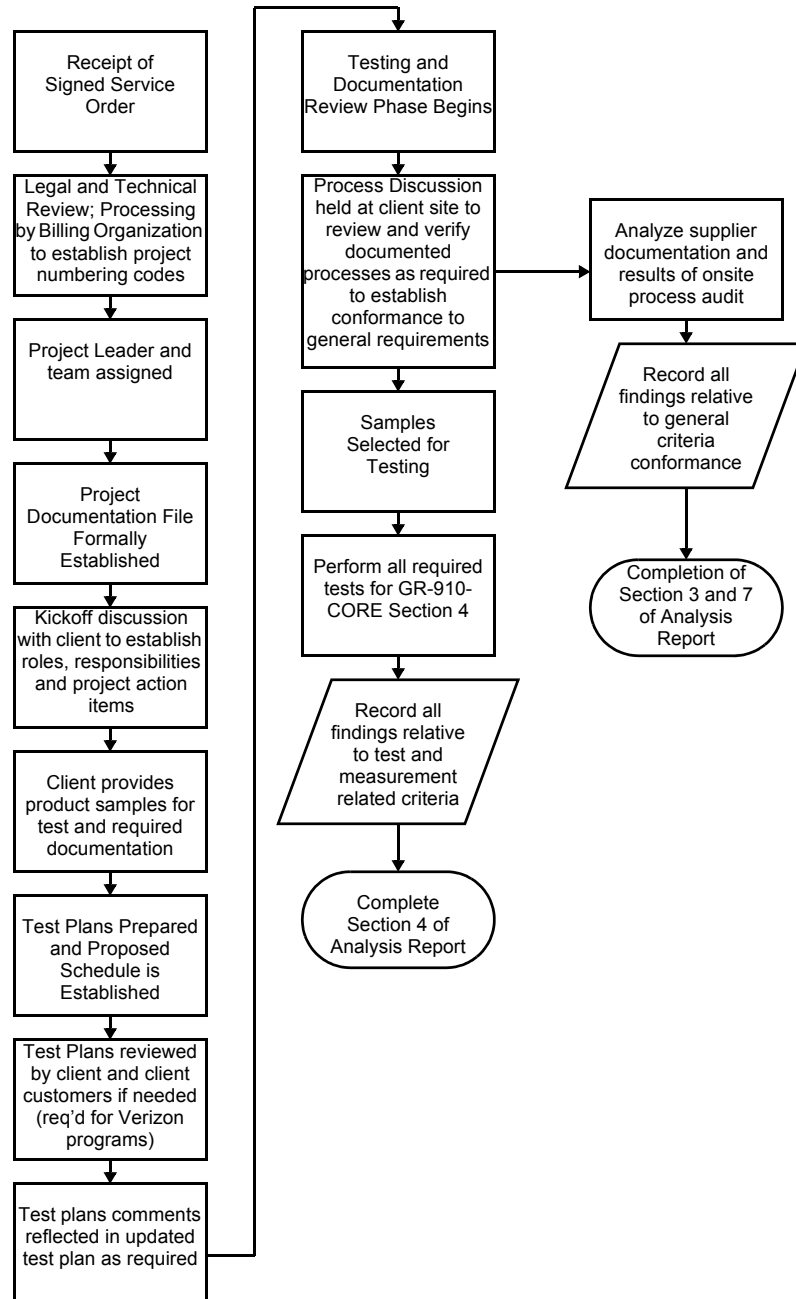 Receipt of
Signed Service
Order
Legal and Technical
Review; Processing
by Billing Organization
to establish project
numbering codes
Project Leader and
team assigned
Project
Documentation File
Formally
Established
Kickoff discussion
with client to establish
roles, responsibilities
and project action
items
Client provides
product samples for
test and required
documentation
Test Plans Prepared
and Proposed
Schedule is
Established
Test Plans reviewed
by client and client
customers if needed
(req’d for Verizon
programs)
Test plans comments
reflected in updated
test plan as required
Testing and
Documentation
Review Phase Begins
Process Discussion
held at client site to
review and verify
documented
processes as required
to establish
conformance to
general requirements
Samples
Selected for
Testing
Perform all required
tests for GR-910-
CORE Section 4
Record all
findings relative
to test and
measurement
related criteria
Complete
Section 4 of
Analysis Report
Analyze supplier
documentation and
results of onsite
process audit
Record all
findings relative
to general
criteria
conformance
Completion of
Section 3 and 7
of Analysis
Report